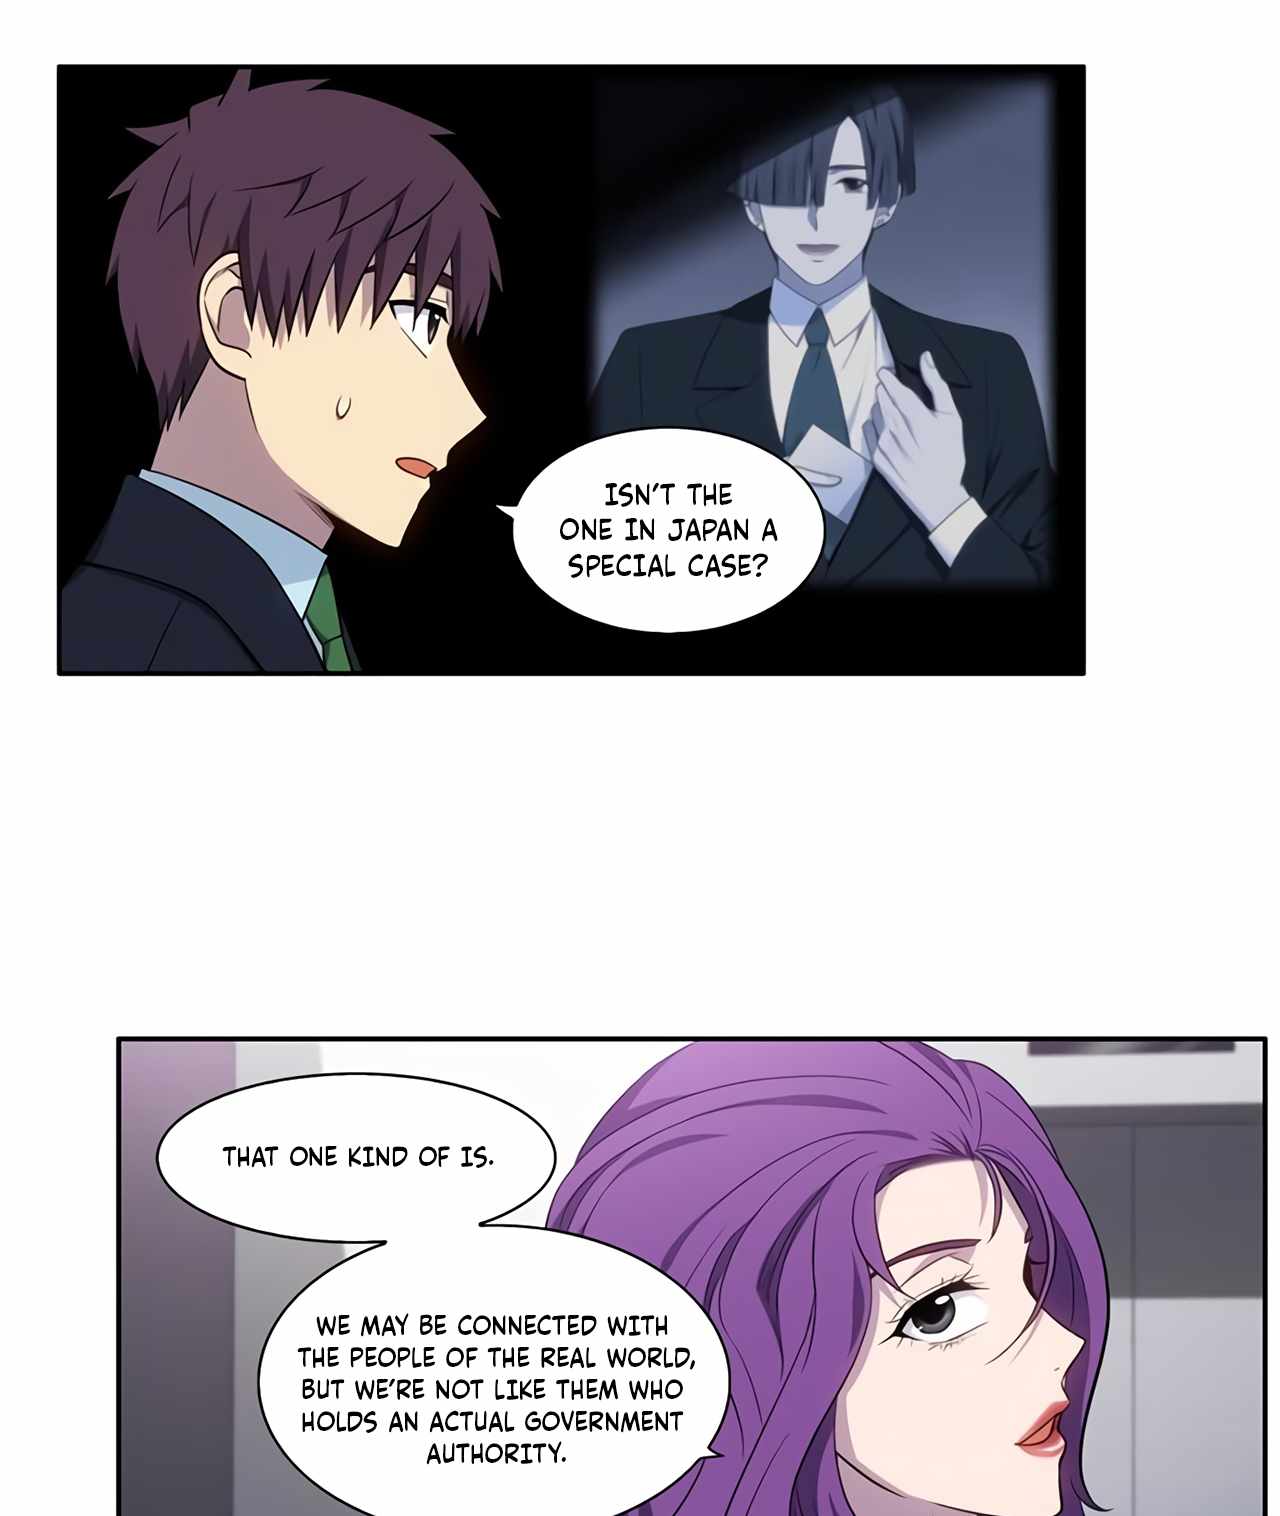 ISN'T THE
ONE IN JAPAN A
SPECIAL CASE?
THAT ONE KIND OF IS.
WE MAY BE CONNECTED WITH
THE PEOPLE OF THE REAL WORLD,
BUT WE'RE NOT LIKE THEM WHO
HOLDS AN ACTUAL GOVERNMENT
AUTHORITY.